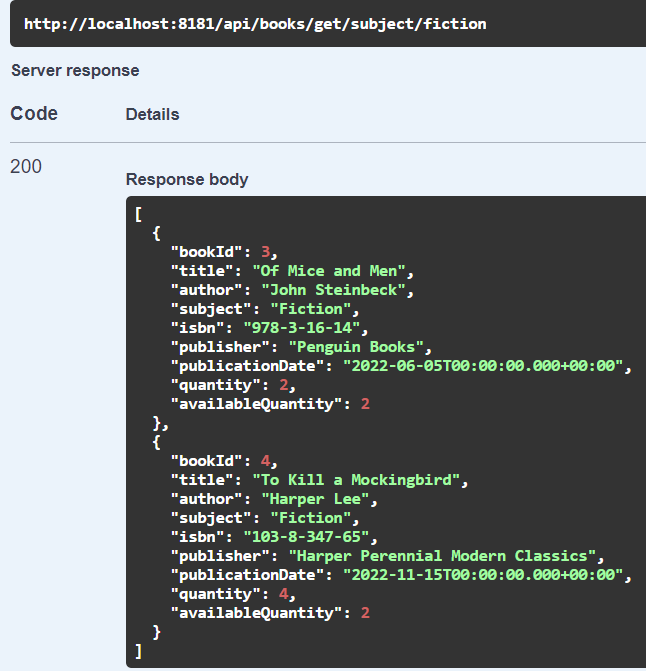 http://localhost:8181/api/books/get/subject/fiction
Server response
Code Details
200
Response body
[
  {
    "bookId": 3,
    "title": "Of Mice and Men",
    "author": "John Steinbeck",
    "subject": "Fiction",
    "isbn": "978-3-16-14",
    "publisher": "Penguin Books",
    "publicationDate": "2022-06-05T00:00:00.000+00:00",
    "quantity": 2,
    "availableQuantity": 2
  },
  {
    "bookId": 4,
    "title": "To Kill a Mockingbird",
    "author": "Harper Lee",
    "subject": "Fiction",
    "isbn": "103-8-347-65",
    "publisher": "Harper Perennial Modern Classics",
    "publicationDate": "2022-11-15T00:00:00.000+00:00",
    "quantity": 4,
    "availableQuantity": 2
  }
]